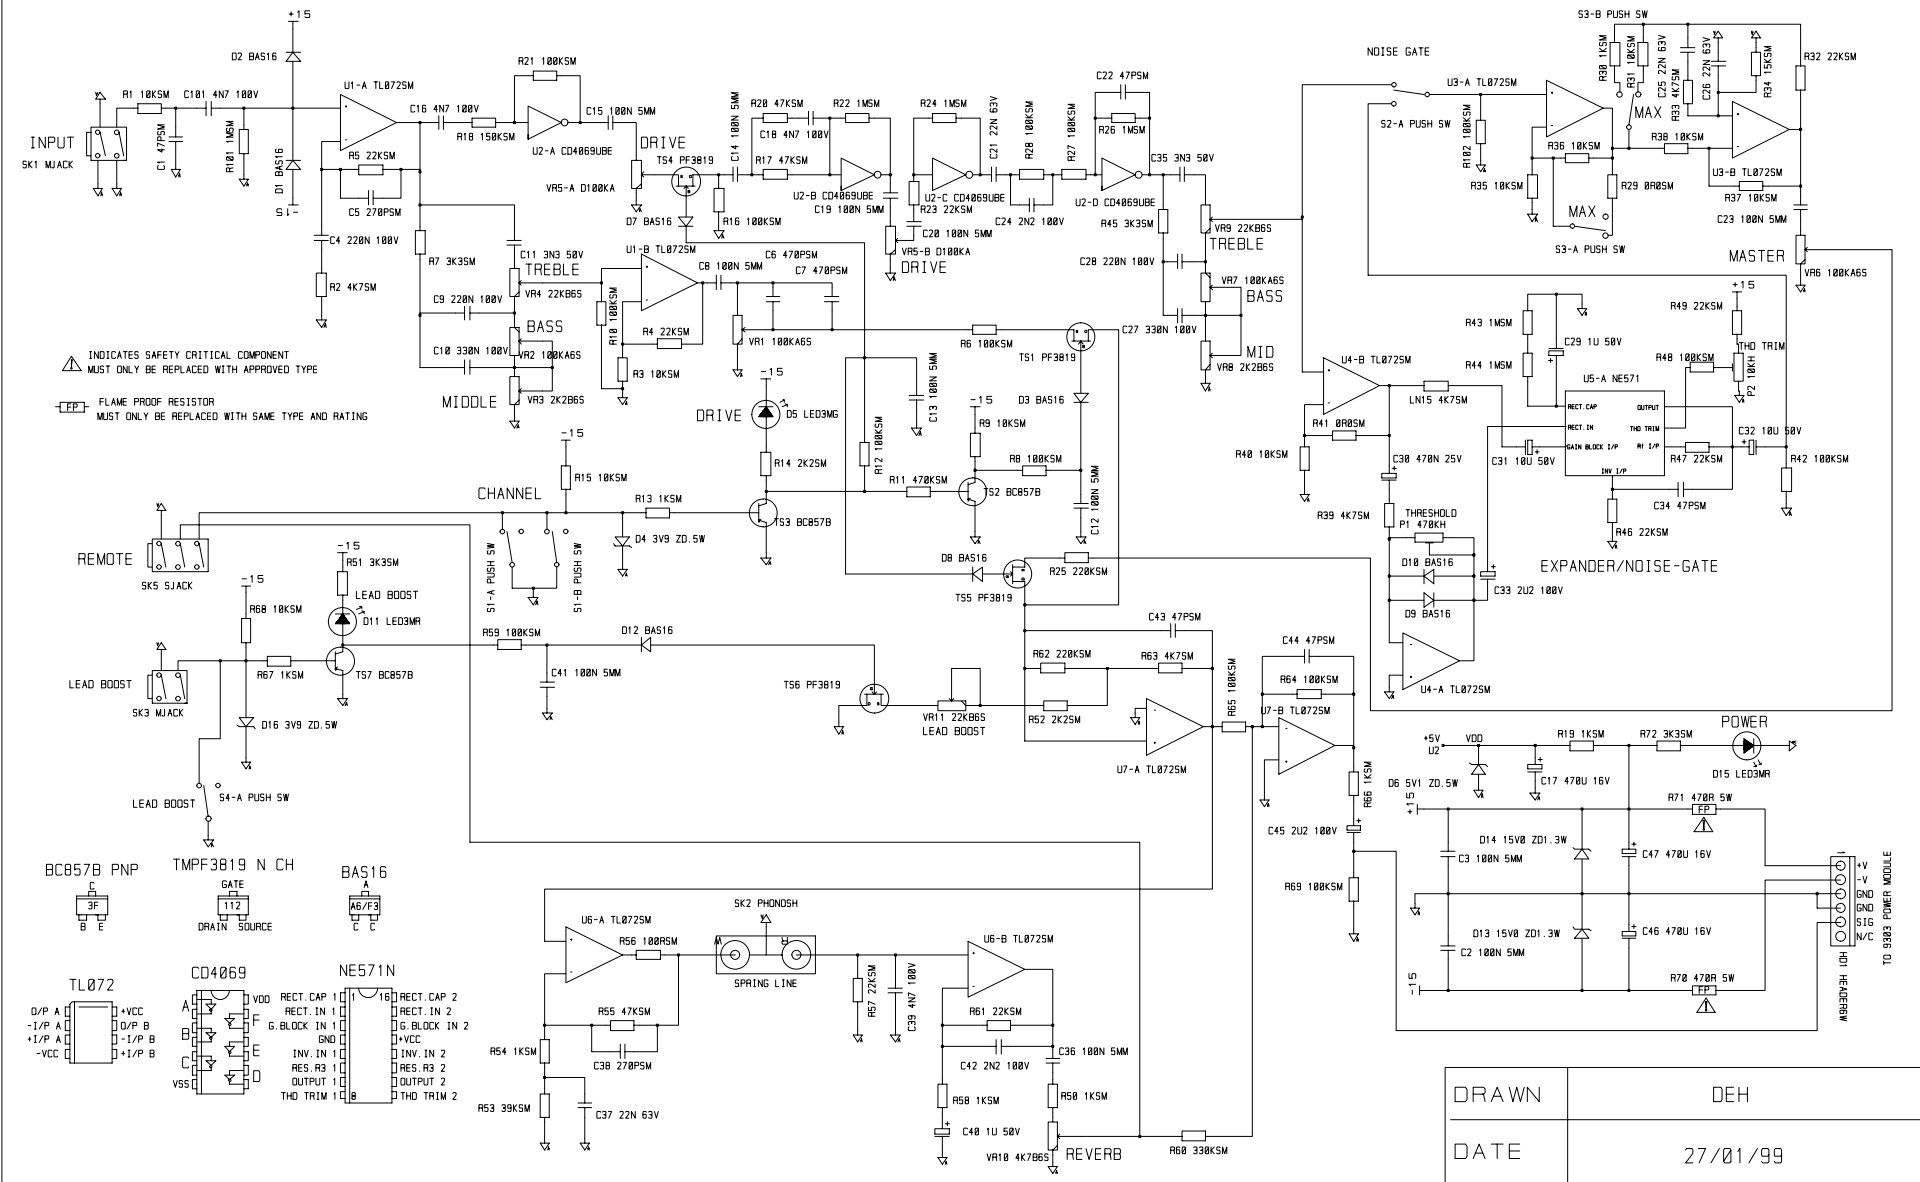 +15
D2 BAS16
R1 10KSM
C101 4N7 100V
INPUT
SK1 MJACK
C1 47PSM
R101 1MSM
D1 BAS16
-15
U1-A TL072SM
R5 22KSM
C5 270PSM
C4 220N 100V
R2 4K7SM
C16 4N7 100V
R18 150KSM
R21 100KSM
U2-A CD4069UBE
C15 100N 5MM
DRIVE
VR5-A D100KA
TS4 PF3819
D7 BAS16
R16 100KSM
C14 100N 5MM
R20 47KSM
C18 4N7 100V
R17 47KSM
R22 1MSM
U2-B CD4069UBE
C19 100N 5MM
VR5-B D100KA
DRIVE
R24 1MSM
R23 22KSM
C20 100N 5MM
U2-C CD4069UBE
C21 22N 63V
R28 100KSM
C24 2N2 100V
R27 100KSM
C22 47PSM
R26 1MSM
U2-D CD4069UBE
C35 3N3 50V
R45 3K3SM
VR9 22KB6S
TREBLE
C28 220N 100V
VR7 100KA6S
BASS
C27 330N 100V
MID
VR8 2K2B6S
NOISE GATE
S2-A PUSH SW
R102 100KSM
U3-A TL072SM
R36 10KSM
R35 10KSM
R29 0R0SM
MAX
S3-A PUSH SW
S3-B PUSH SW
R30 1KSM
R31 10KSM
MAX
C25 22N 63V
R33 4K7SM
C26 22N 63V
R34 15KSM
R32 22KSM
R38 10KSM
U3-B TL072SM
R37 10KSM
C23 100N 5MM
MASTER
VR6 100KA6S
R7 3K3SM
C11 3N3 50V
TREBLE
VR4 22KB6S
C9 220N 100V
BASS
VR2 100KA6S
C10 330N 100V
MIDDLE
VR3 2K2B6S
R10 100KSM
U1-B TL072SM
R4 22KSM
R3 10KSM
C8 100N 5MM
VR1 100KA6S
C6 470PSM
C7 470PSM
R6 100KSM
TS1 PF3819
D3 BAS16
INDICATES SAFETY CRITICAL COMPONENT
MUST ONLY BE REPLACED WITH APPROVED TYPE
FP
FLAME PROOF RESISTOR
MUST ONLY BE REPLACED WITH SAME TYPE AND RATING
-15
DRIVE
D5 LED3MG
R14 2K2SM
R12 100KSM
C13 100N 5MM
-15
R9 10KSM
R8 100KSM
R11 470KSM
TS2 BC857B
C12 100N 5MM
-15
R15 10KSM
CHANNEL
R13 1KSM
TS3 BC857B
D4 3V9 ZD.5W
S1-A PUSH SW
S1-B PUSH SW
REMOTE
SK5 SJACK
D8 BAS16
TS5 PF3819
R25 220KSM
U4-B TL072SM
R41 0R0SM
R40 10KSM
LN15 4K7SM
C30 470N 25V
R39 4K7SM
THRESHOLD
P1 470KH
D10 BAS16
D9 BAS16
U4-A TL072SM
C33 2U2 100V
C31 10U 50V
R43 1MSM
R44 1MSM
C29 1U 50V
U5-A NE571
RECT.CAP
RECT.IN
GAIN BLOCK I/P
OUTPUT
THD TRIM
R1 I/P
INV I/P
R46 22KSM
C34 47PSM
R47 22KSM
+15
R49 22KSM
THD TRIM
R48 100KSM
P2 10KH
C32 10U 50V
R42 100KSM
EXPANDER/NOISE-GATE
-15
R51 3K3SM
LEAD BOOST
D11 LED3MR
-15
R68 10KSM
R67 1KSM
TS7 BC857B
LEAD BOOST
SK3 MJACK
D16 3V9 ZD.5W
LEAD BOOST
S4-A PUSH SW
R59 100KSM
C41 100N 5MM
D12 BAS16
TS6 PF3819
VR11 22KB6S
LEAD BOOST
R62 220KSM
R52 2K2SM
R63 4K7SM
C43 47PSM
U7-A TL072SM
R65 100KSM
C44 47PSM
R64 100KSM
U7-B TL072SM
R66 1KSM
C45 2U2 100V
R69 100KSM
+5V
U2
VDD
D6 5V1 ZD.5W
C17 470U 16V
R19 1KSM
R72 3K3SM
POWER
D15 LED3MR
+15
R71 470R 5W
FP
D14 15V0 ZD1.3W
C3 100N 5MM
C47 470U 16V
D13 15V0 ZD1.3W
C2 100N 5MM
C46 470U 16V
R70 470R 5W
FP
-15
1
+V
-V
GND
GND
SIG
N/C
HD1 HEADER6W
TO 9303 POWER MODULE
BC857B PNP
C
3F
B E
TMPF3819 N CH
GATE
112
DRAIN SOURCE
BAS16
A
A6/F3
C C
TL072
O/P A
-I/P A
+I/P A
-VCC
+VCC
O/P B
-I/P B
+I/P B
CD4069
A
B
C
VSS
VDD
F
E
D
NE571N
RECT.CAP 1
RECT.IN 1
G.BLOCK IN 1
GND
INV.IN 1
RES.R3 1
OUTPUT 1
THD TRIM 1
1
16
8
RECT.CAP 2
RECT.IN 2
G.BLOCK IN 2
+VCC
INV.IN 2
RES.R3 2
OUTPUT 2
THD TRIM 2
U6-A TL072SM
R56 100RSM
R55 47KSM
C38 270PSM
R54 1KSM
R53 39KSM
C37 22N 63V
SK2 PHONOSH
W
R
SPRING LINE
R57 22KSM
C39 4N7 100V
U6-B TL072SM
R61 22KSM
C42 2N2 100V
R58 1KSM
C40 1U 50V
C36 100N 5MM
R50 1KSM
VR10 4K7B6S
REVERB
R60 330KSM
DRAWN
DEH
DATE
27/01/99